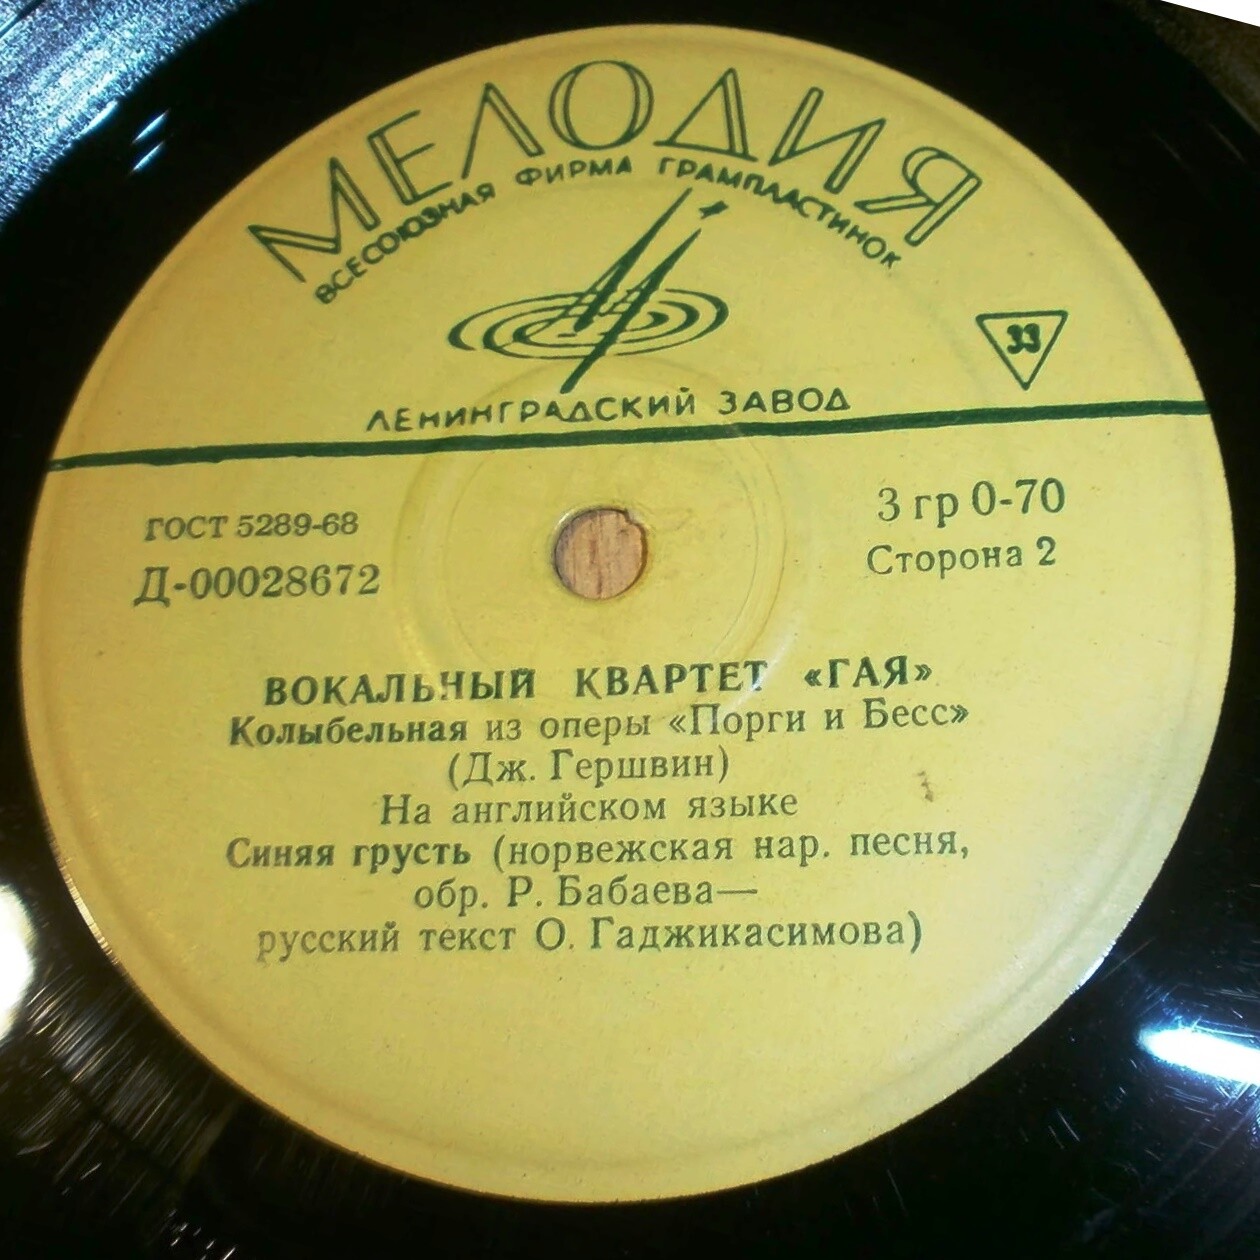 МЕЛОДИЯ
ВСЕСОЮЗНАЯ ФИРМА ГРАМПЛАСТИНОК
33
ЛЕНИНГРАДСКИЙ ЗАВОД
ГОСТ 5289-68
3 гр 0-70
Д-00028672
Сторона 2
ВОКАЛЬНЫЙ КВАРТЕТ «ГАЯ»
Колыбельная из оперы «Порги и Бесс»
(Дж. Гершвин)
На английском языке
Синяя грусть (норвежская нар. песня,
обр. Р. Бабаева—
русский текст О. Гаджикасимова)